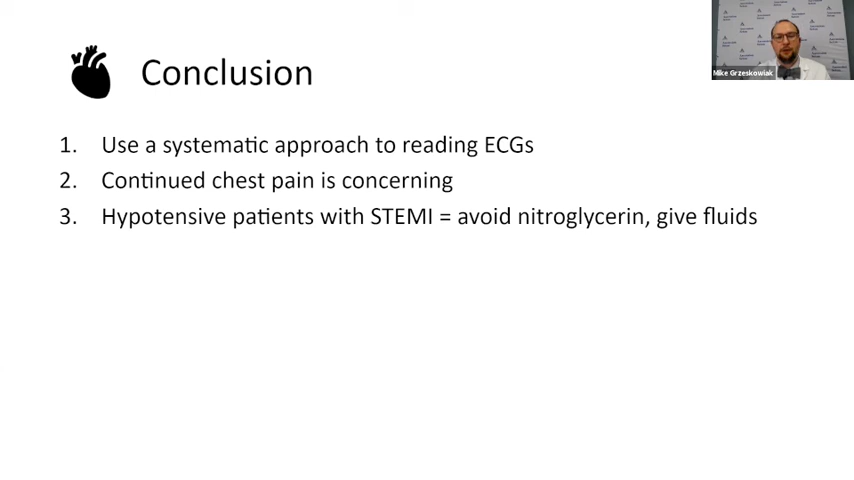 Conclusion
Mike Grzeskowiak
1. Use a systematic approach to reading ECGs
2. Continued chest pain is concerning
3. Hypotensive patients with STEMI = avoid nitroglycerin, give fluids